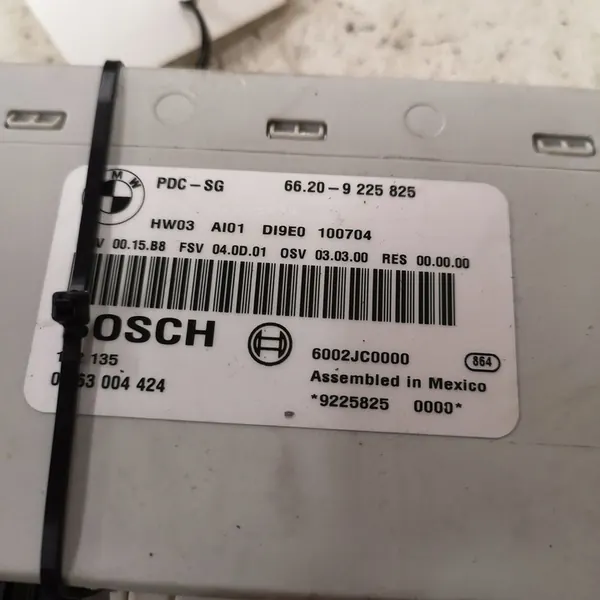 BMW
PDC-SG 66.20-9 225 825
HW03 AI01 DI9E0 100704
00.15.B8 FSV 04.0D.01 OSV 03.03.00 RES 00.00.00
BOSCH
135 6002JC0000 864
004 424 Assembled in Mexico
*9225825 0000*